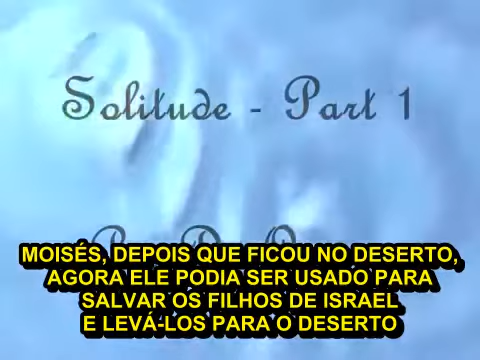 Solitude - Part 1
MOISÉS, DEPOIS QUE FICOU NO DESERTO,
AGORA ELE PODIA SER USADO PARA
SALVAR OS FILHOS DE ISRAEL
E LEVÁ-LOS PARA O DESERTO